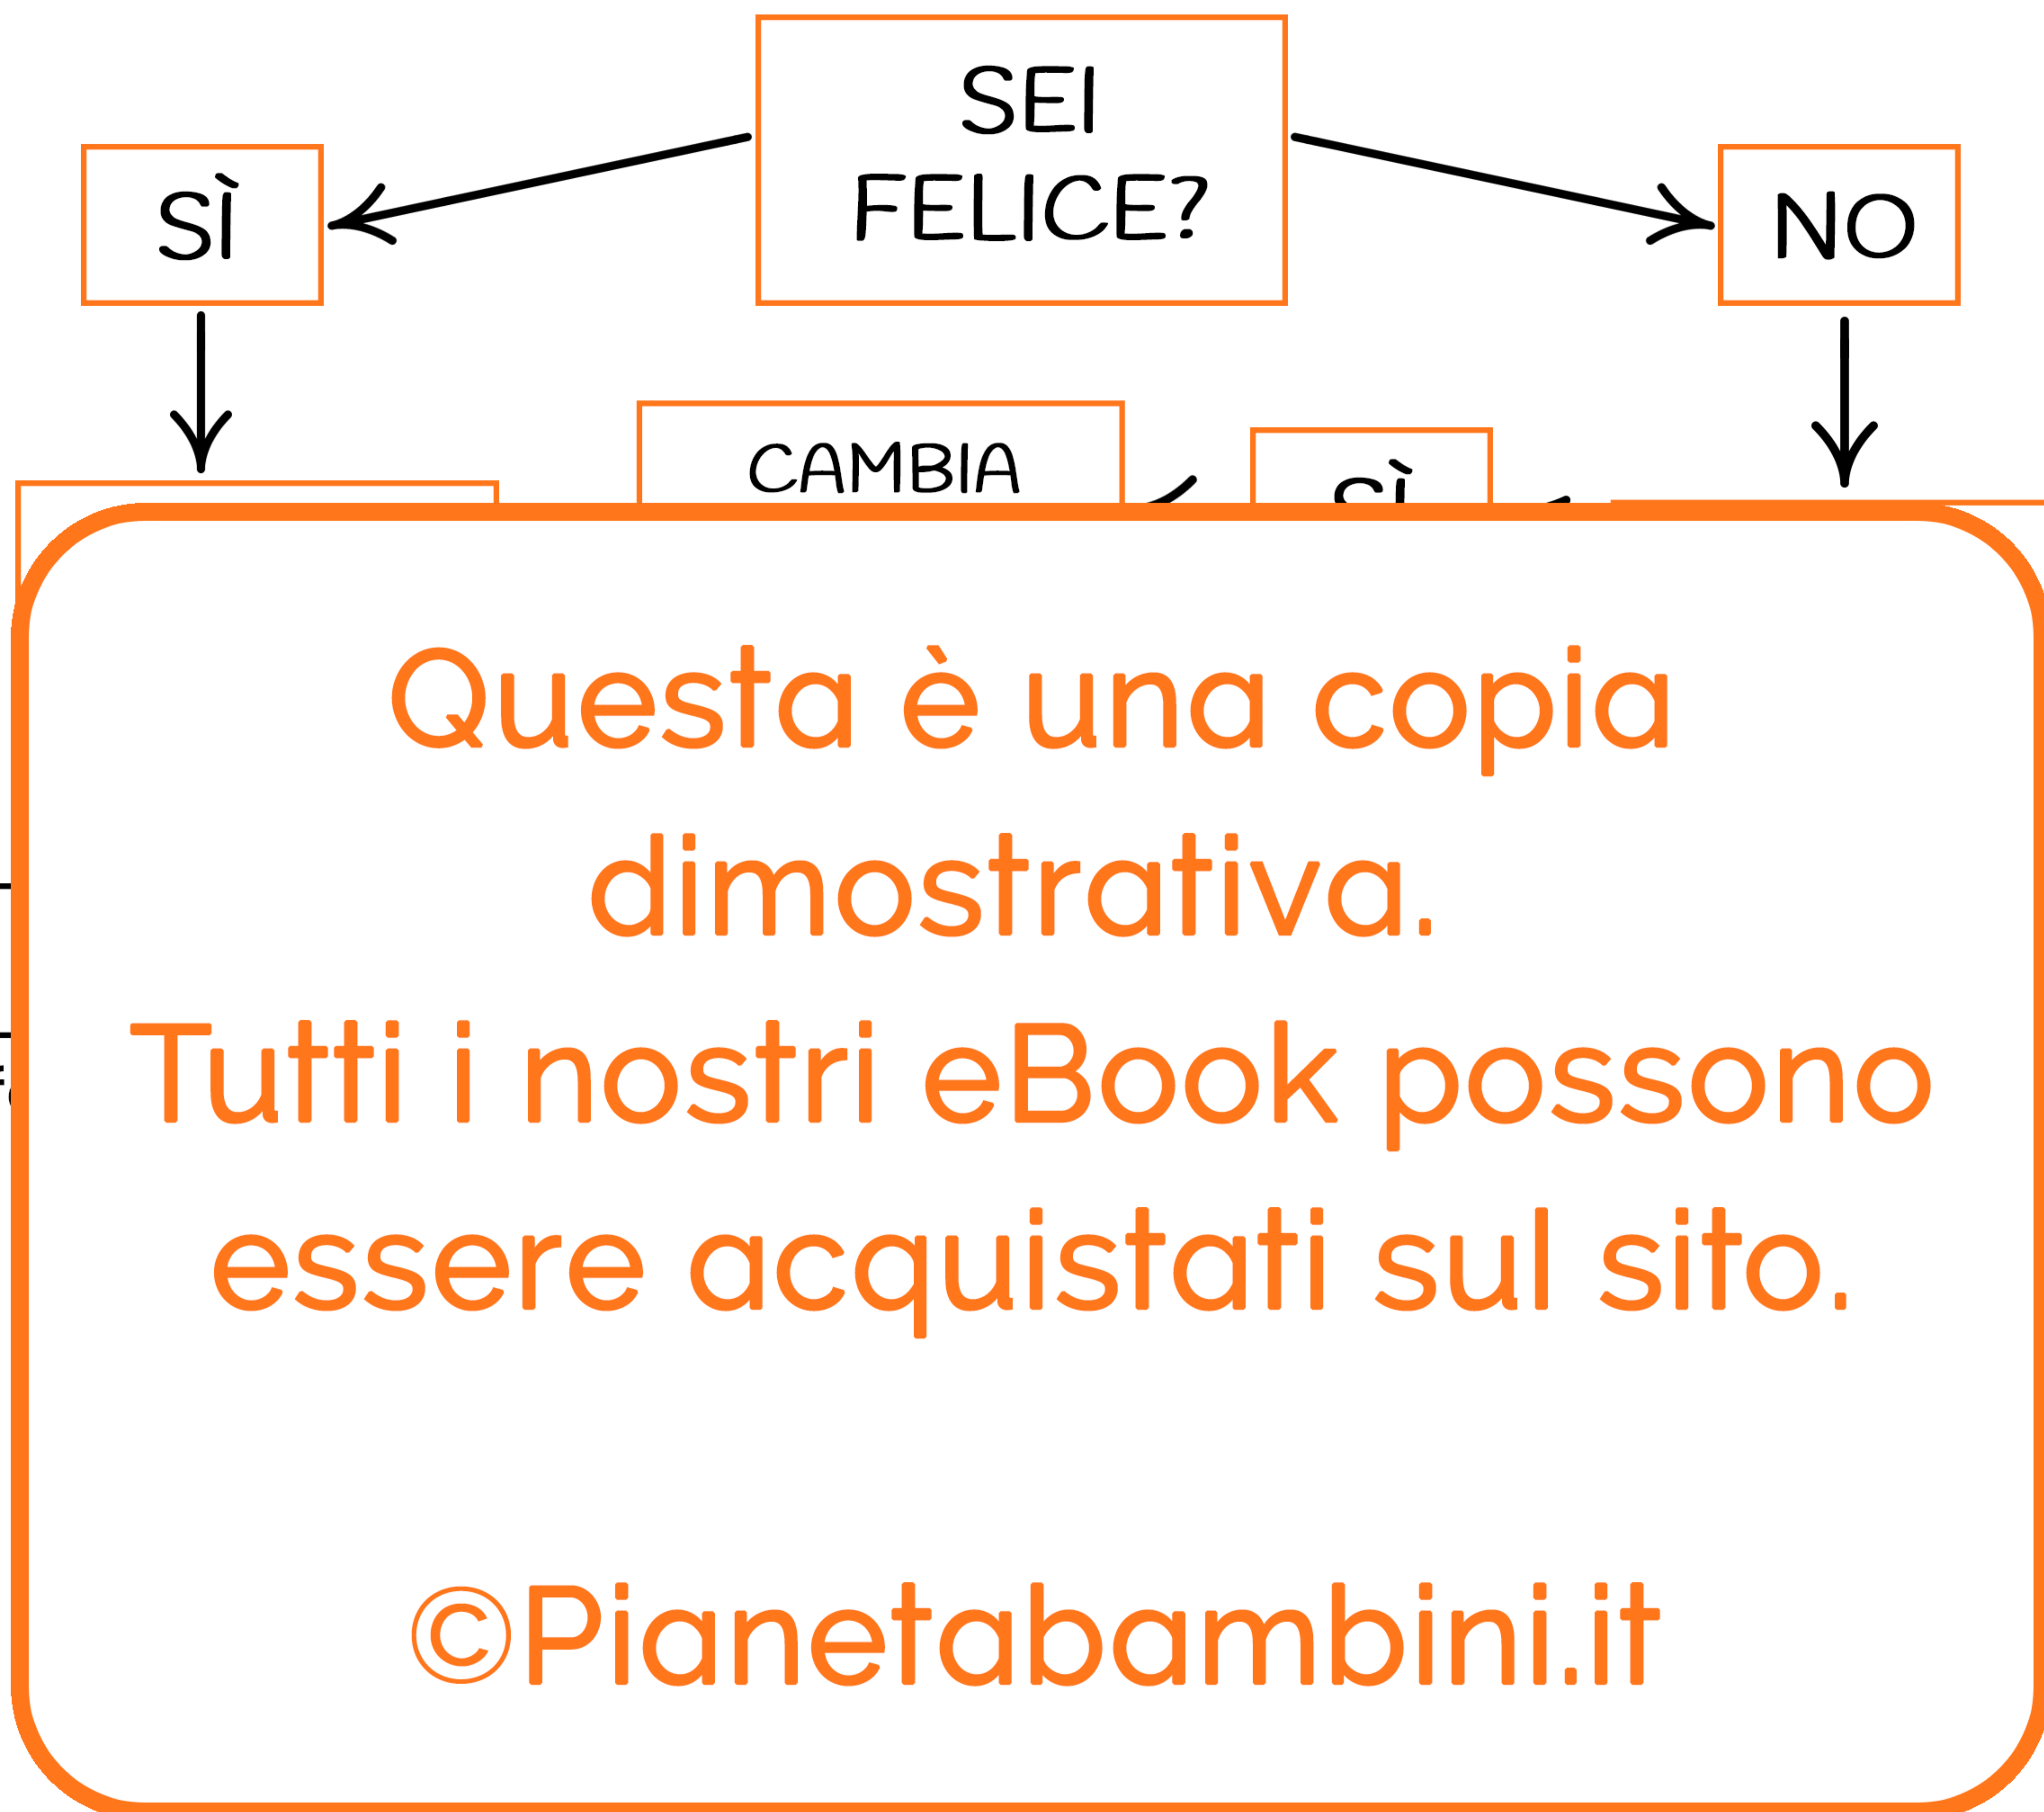 SEI
FELICE?
SÌ
NO
CAMBIA
SÌ
Questa è una copia
dimostrativa.
Tutti i nostri eBook possono
essere acquistati sul sito.
©Pianetabambini.it